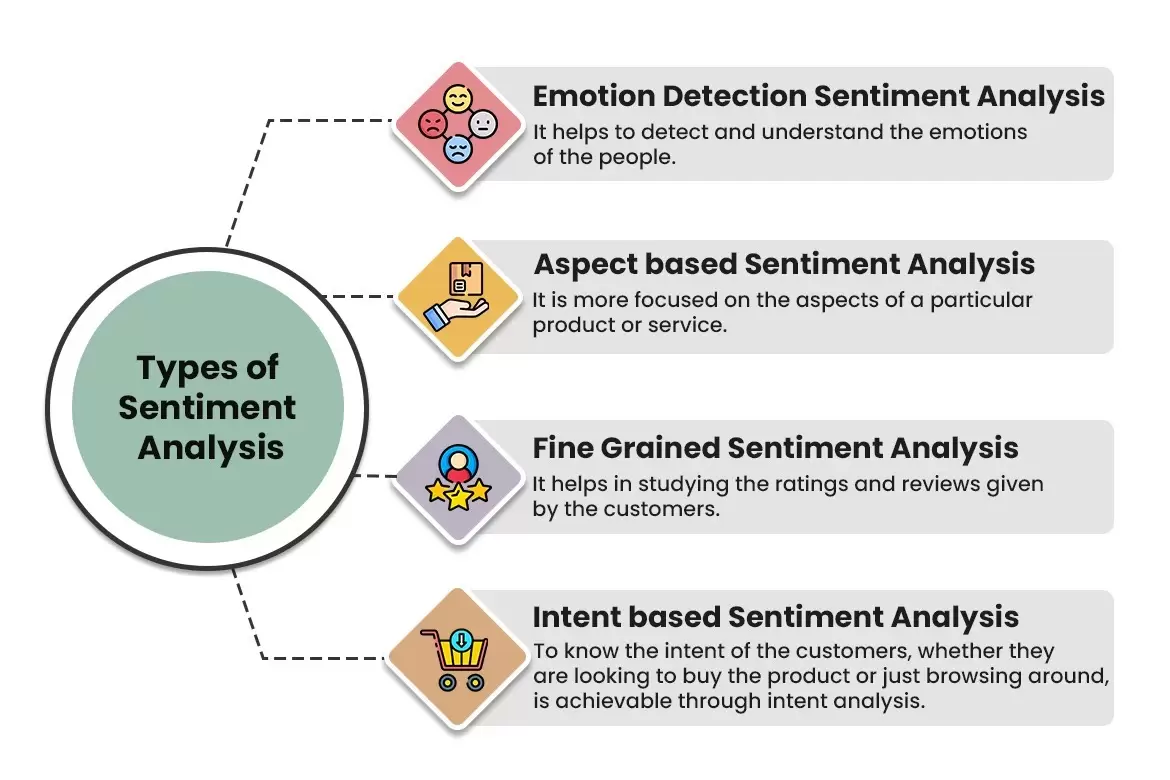 Types of
Sentiment
Analysis
Emotion Detection Sentiment Analysis
It helps to detect and understand the emotions
of the people.
Aspect based Sentiment Analysis
It is more focused on the aspects of a particular
product or service.
Fine Grained Sentiment Analysis
It helps in studying the ratings and reviews given
by the customers.
Intent based Sentiment Analysis
To know the intent of the customers, whether they
are looking to buy the product or just browsing around,
is achievable through intent analysis.